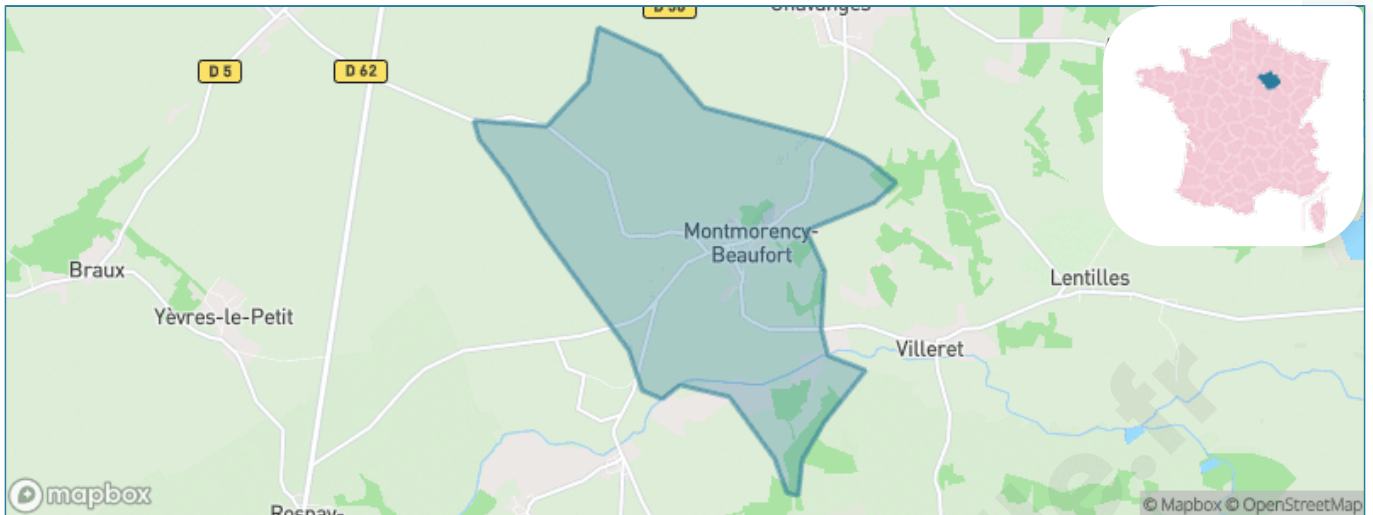 D 5
D 62
Montmorency-
Beaufort
Braux
Yèvres-le-Petit
Lentilles
Villeret
mapbox
© Mapbox © OpenStreetMap